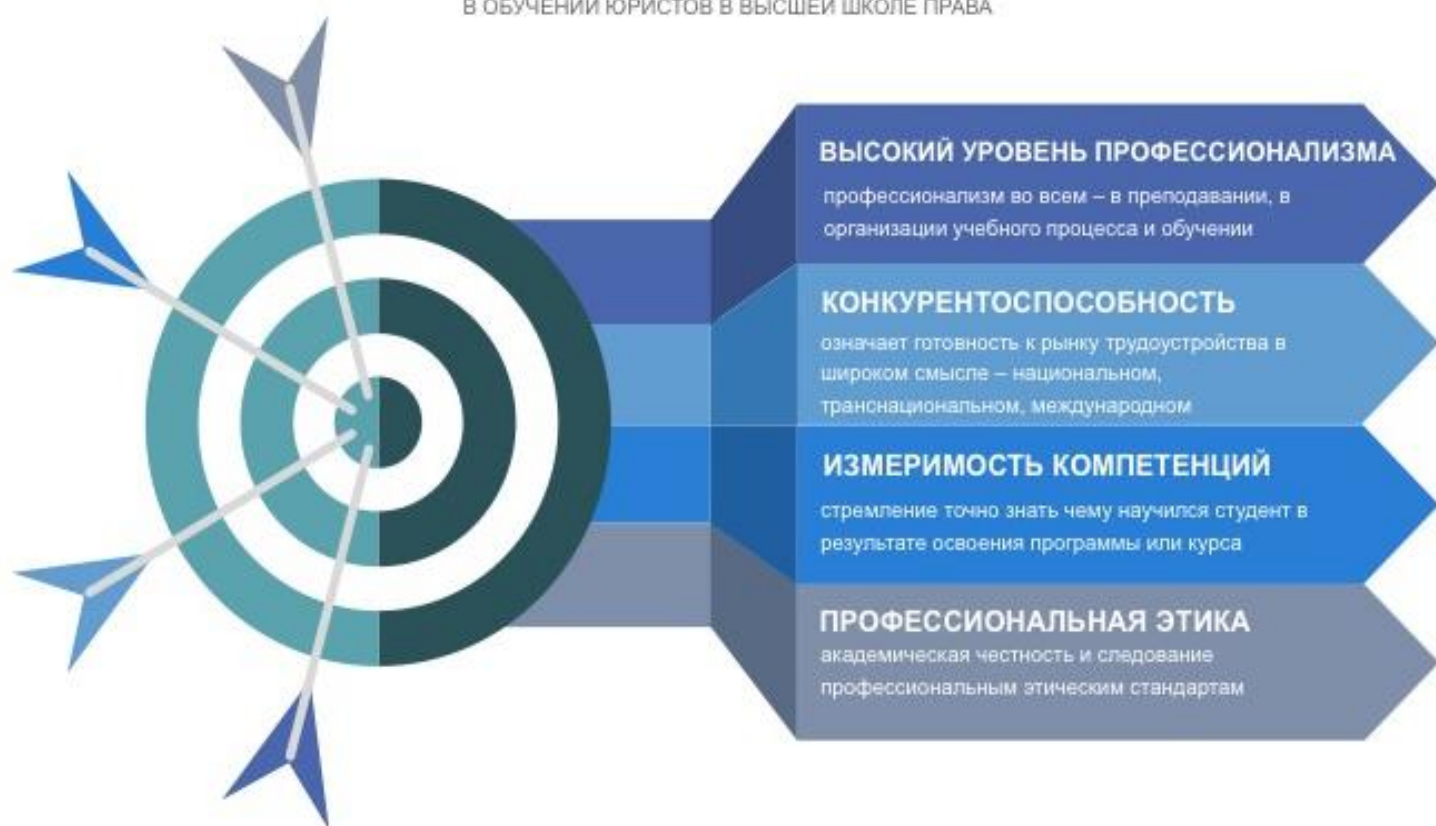 В ОБУЧЕНИИ ЮРИСТОВ В ВЫСШЕЙ ШКОЛЕ ПРАВА
ВЫСОКИЙ УРОВЕНЬ ПРОФЕССИОНАЛИЗМА
профессионализм во всем – в преподавании, в
организации учебного процесса и обучении
КОНКУРЕНТОСПОСОБНОСТЬ
означает готовность к рынку трудоустройства в
широком смысле – национальном,
транснациональном, международном
ИЗМЕРИМОСТЬ КОМПЕТЕНЦИЙ
стремление точно знать чему научился студент в
результате освоения программы или курса
ПРОФЕССИОНАЛЬНАЯ ЭТИКА
академическая честность и следование
профессиональным этическим стандартам